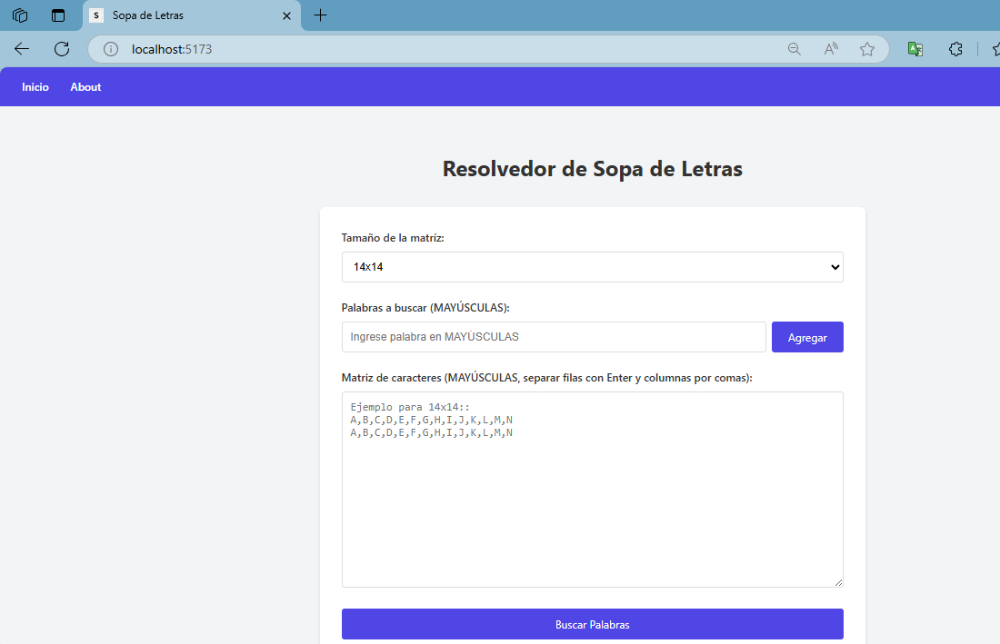 S Sopa de Letras
localhost:5173
Inicio About
Resolvedor de Sopa de Letras
Tamaño de la matríz:
14x14
Palabras a buscar (MAYÚSCULAS):
Ingrese palabra en MAYÚSCULAS Agregar
Matriz de caracteres (MAYÚSCULAS, separar filas con Enter y columnas por comas):
Ejemplo para 14x14::
A,B,C,D,E,F,G,H,I,J,K,L,M,N
A,B,C,D,E,F,G,H,I,J,K,L,M,N
Buscar Palabras